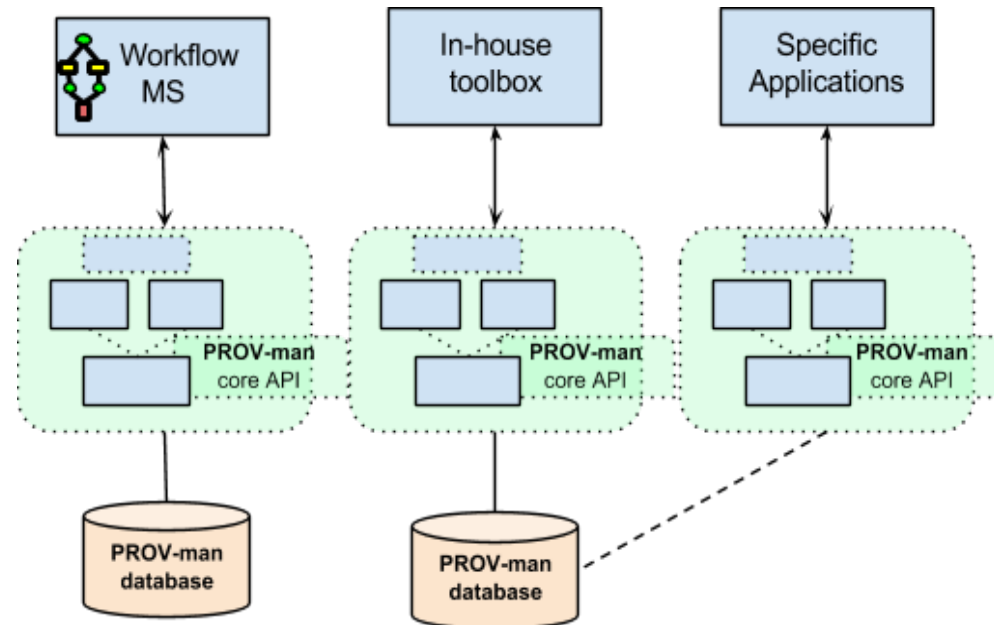 Workflow
MS
In-house
toolbox
Specific
Applications
PROV-man
core API
PROV-man
core API
PROV-man
core API
PROV-man
database
PROV-man
database